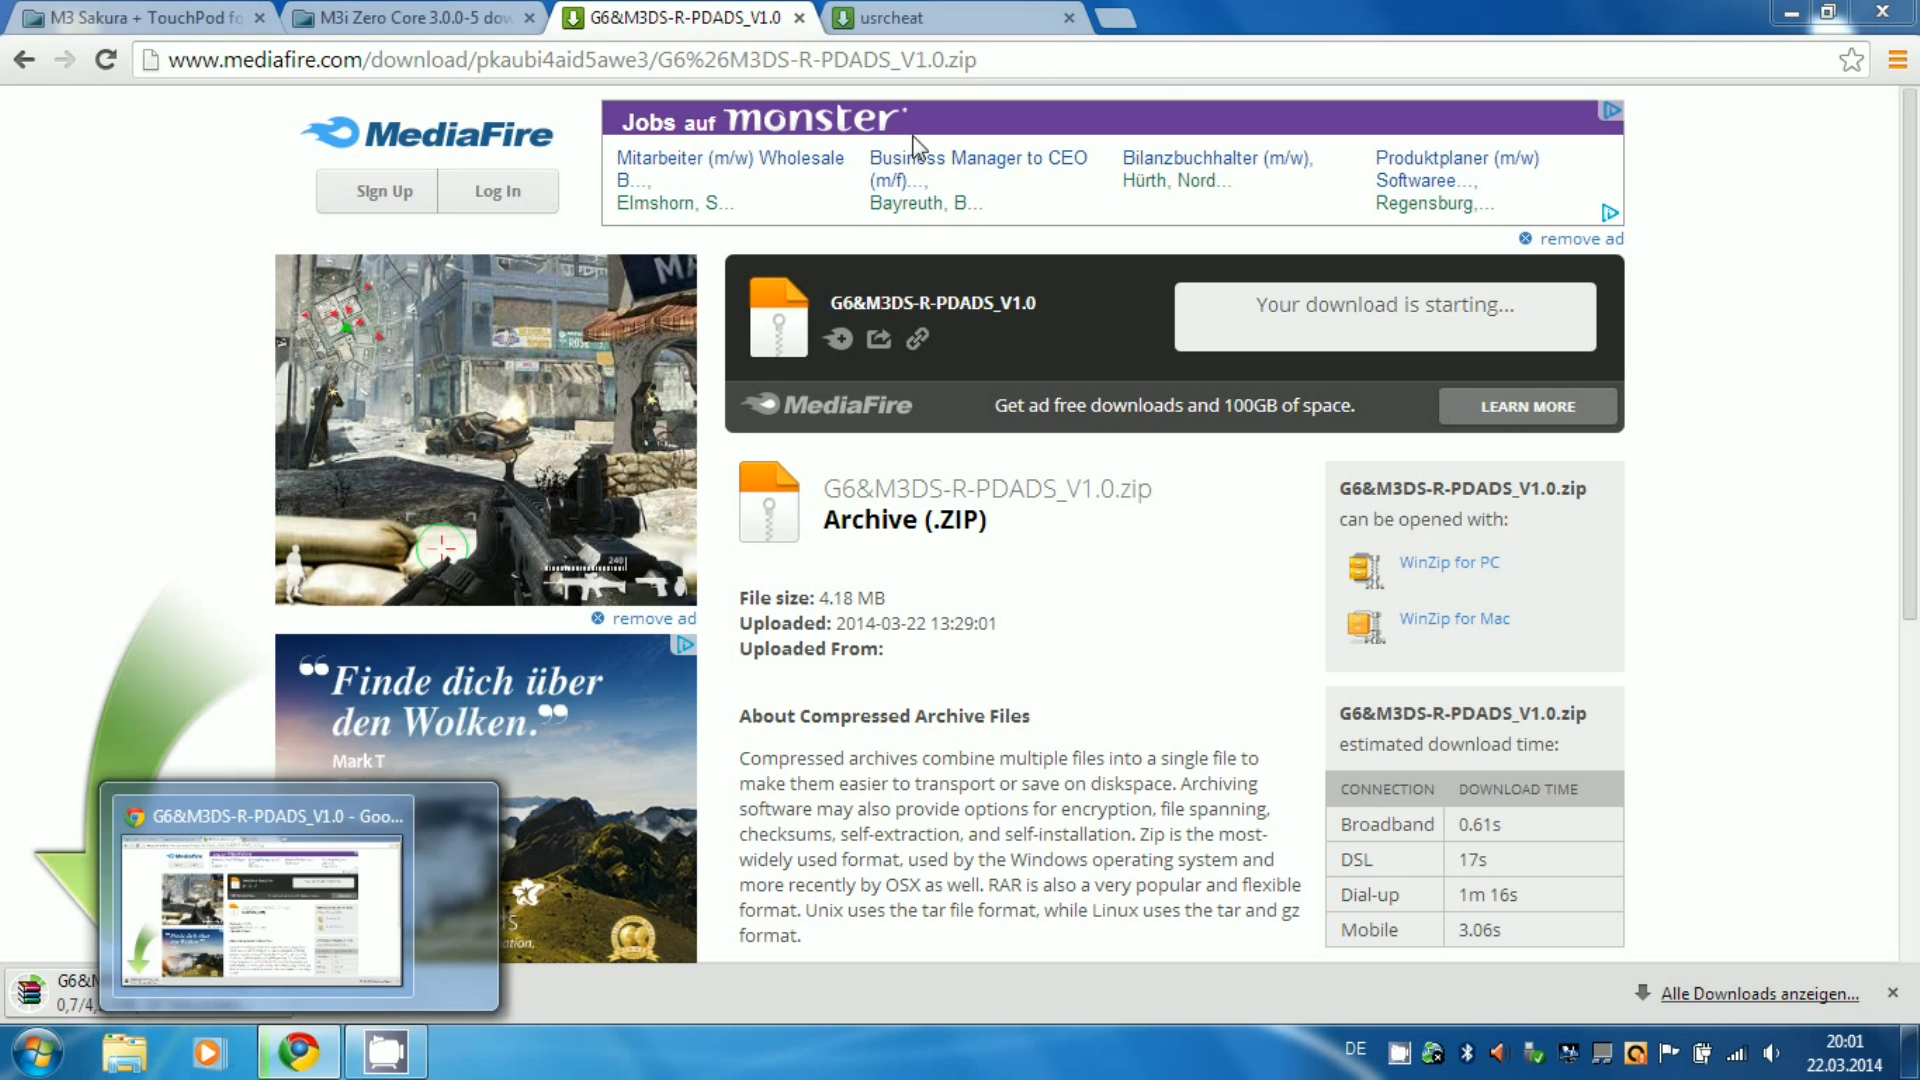 M3 Sakura + TouchPod fo
M3i Zero Core 3.0.0-5 dow
G6&M3DS-R-PDADS_V1.0
usrcheat
www.mediafire.com/download/pkaubi4aid5awe3/G6%26M3DS-R-PDADS_V1.0.zip
MediaFire
Sign Up
Log In
Jobs auf monster
Mitarbeiter (m/w) Wholesale
B...,
Elmshorn, S...
Business Manager to CEO
(m/f)...,
Bayreuth, B...
Bilanzbuchhalter (m/w),
Hürth, Nord...
Produktplaner (m/w)
Softwaree...,
Regensburg,...
remove ad
G6&M3DS-R-PDADS_V1.0
Your download is starting...
MediaFire
Get ad free downloads and 100GB of space.
LEARN MORE
240
remove ad
G6&M3DS-R-PDADS_V1.0.zip
Archive (.ZIP)
File size: 4.18 MB
Uploaded: 2014-03-22 13:29:01
Uploaded From:
About Compressed Archive Files
Compressed archives combine multiple files into a single file to
make them easier to transport or save on diskspace. Archiving
software may also provide options for encryption, file spanning,
checksums, self-extraction, and self-installation. Zip is the most-
widely used format, used by the Windows operating system and
more recently by OSX as well. RAR is also a very popular and flexible
format. Unix uses the tar file format, while Linux uses the tar and gz
format.
G6&M3DS-R-PDADS_V1.0.zip
can be opened with:
WinZip for PC
WinZip for Mac
G6&M3DS-R-PDADS_V1.0.zip
estimated download time:
CONNECTION DOWNLOAD TIME
Broadband 0.61s
DSL 17s
Dial-up 1m 16s
Mobile 3.06s
“Finde dich über
den Wolken.”
Mark T
G6&M3DS-R-PDADS_V1.0 - Goo...
ation,
G6&M
0,7/4,
Alle Downloads anzeigen...
DE
20:01
22.03.2014